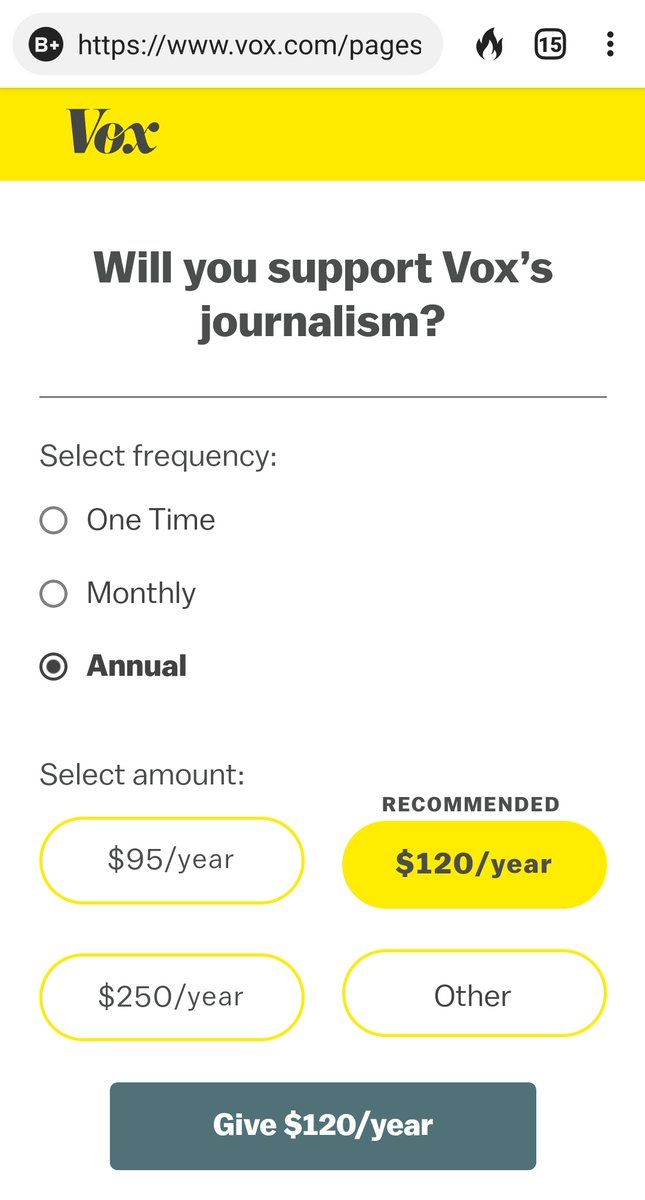 B+ https://www.vox.com/pages 15
Vox
Will you support Vox’s
journalism?
Select frequency:
One Time
Monthly
Annual
Select amount:
RECOMMENDED
$95/year $120/year
$250/year Other
Give $120/year